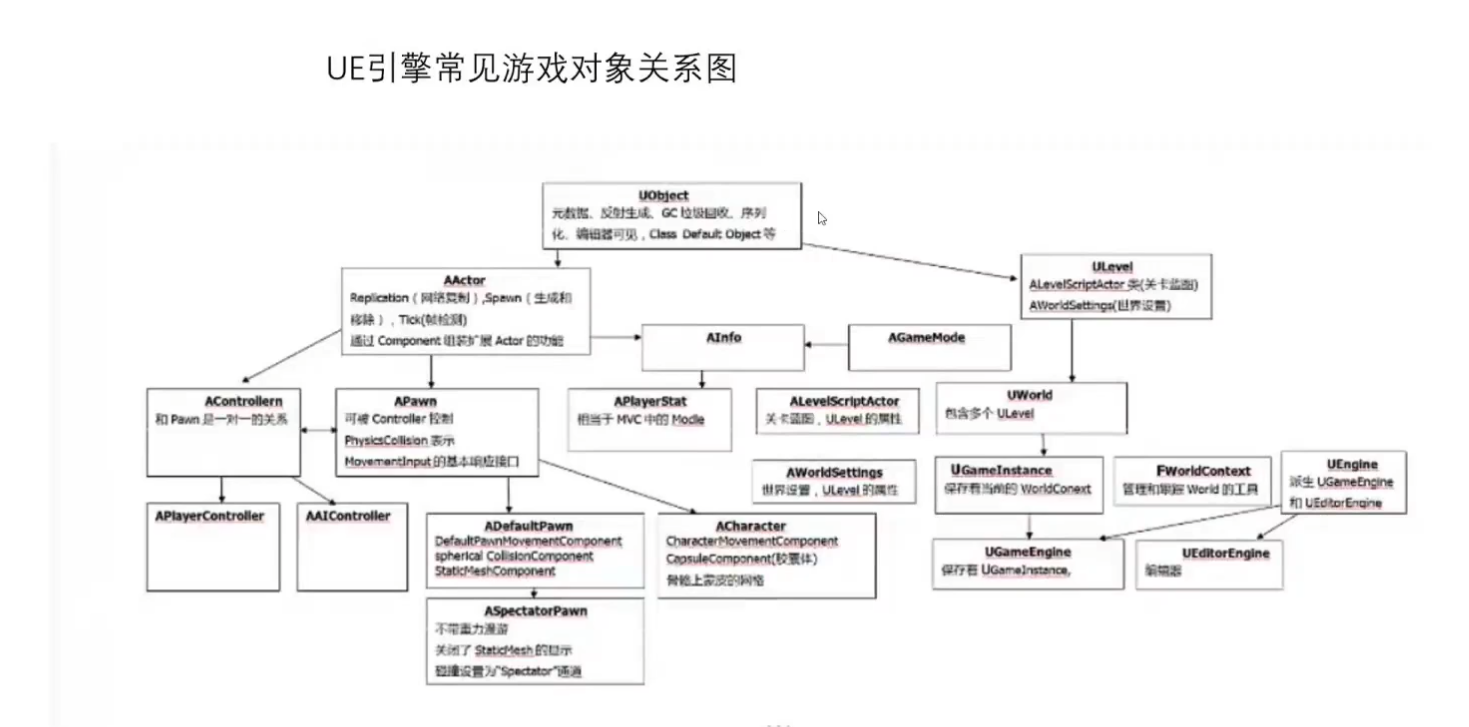 UE引擎常见游戏对象关系图
UObject
元数据、反射生成、GC 垃圾回收、序列
化、编辑器可见，Class Default Object 等
AActor
Replication（网络复制）,Spawn（生成和
移除），Tick(帧检测)
通过 Component 组装扩展 Actor 的功能
ULevel
ALevelScriptActor 类(关卡蓝图)
AWorldSettings(世界设置)
AInfo
AGameMode
AControllern
和 Pawn 是一对一的关系
APawn
可被 Controller 控制
PhysicsCollision 表示
MovementInput 的基本响应接口
APlayerStat
相当于 MVC 中的 Modle
ALevelScriptActor
关卡蓝图，ULevel 的属性
UWorld
包含多个 ULevel
AWorldSettings
世界设置，ULevel 的属性
UGameInstance
保存着当前的 WorldConext
FWorldContext
管理和跟踪 World 的工具
UEngine
派生 UGameEngine
和 UEditorEngine
APlayerController
AAIController
ADefaultPawn
DefaultPawnMovementComponent
spherical CollisionComponent
StaticMeshComponent
ACharacter
CharacterMovementComponent
CapsuleComponent(胶囊体)
骨骼上蒙皮的网格
UGameEngine
保存着 UGameInstance,
UEditorEngine
编辑器
ASpectatorPawn
不带重力漫游
关闭了 StaticMesh 的显示
碰撞设置为“Spectator”通道